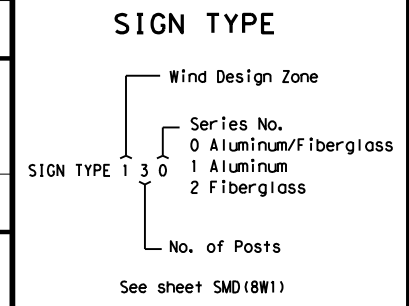 SIGN TYPE
Wind Design Zone
Series No.
0 Aluminum/Fiberglass
SIGN TYPE 1 3 0
1 Aluminum
2 Fiberglass
No. of Posts
See sheet SMD(8W1)